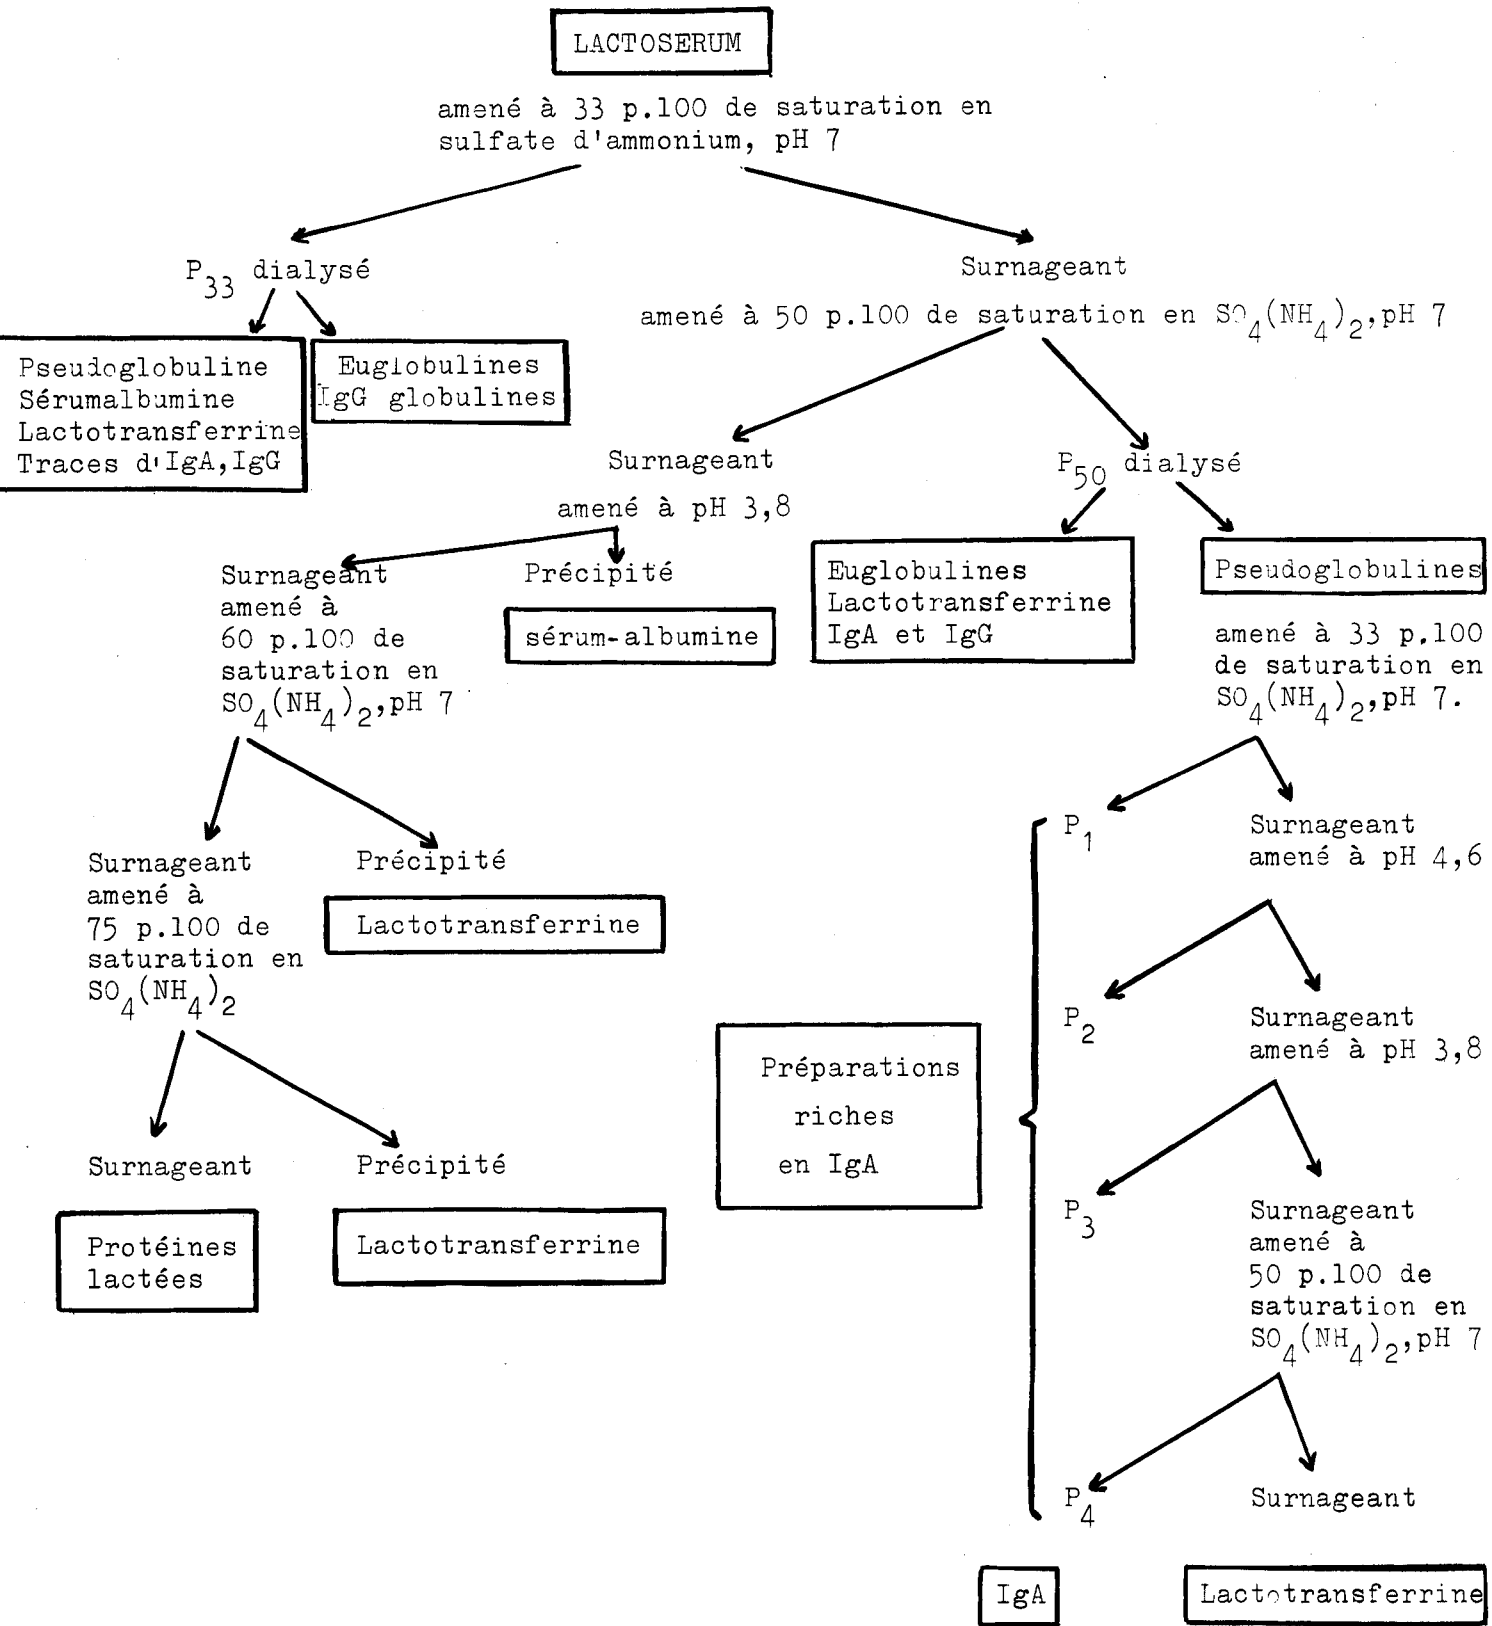 LACTOSERUM
amené à 33 p.100 de saturation en
sulfate d'ammonium, pH 7
P33 dialysé
Surnageant
amené à 50 p.100 de saturation en SO4(NH4)2,pH 7
Pseudoglobuline
Sérumalbumine
Lactotransferrine
Traces d'IgA,IgG
Euglobulines
IgG globulines
Surnageant
amené à pH 3,8
P50 dialysé
Surnageant
amené à
60 p.100 de
saturation en
SO4(NH4)2,pH 7
Précipité
sérum-albumine
Euglobulines
Lactotransferrine
IgA et IgG
Pseudoglobulines
amené à 33 p.100
de saturation en
SO4(NH4)2,pH 7.
Surnageant
amené à
75 p.100 de
saturation en
SO4(NH4)2
Précipité
Lactotransferrine
P1
Surnageant
amené à pH 4,6
P2
Surnageant
amené à pH 3,8
Préparations
riches
en IgA
Surnageant
Protéines
lactées
Précipité
Lactotransferrine
P3
Surnageant
amené à
50 p.100 de
saturation en
SO4(NH4)2,pH 7
P4
Surnageant
IgA
Lactotransferrine